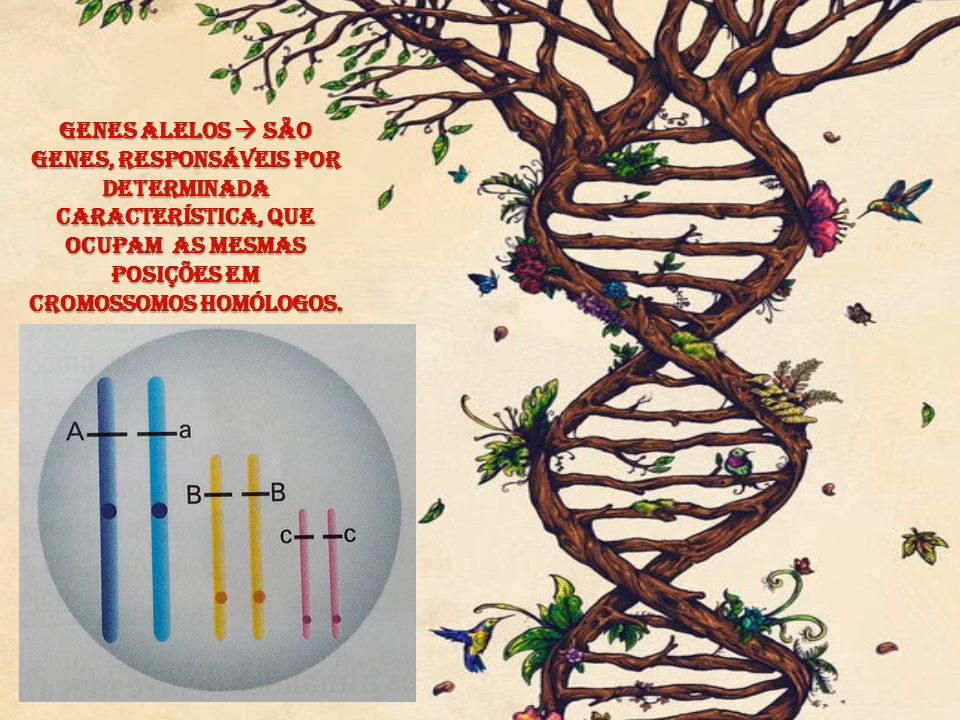 GENES ALELOS → SÃO
GENES, RESPONSÁVEIS POR
DETERMINADA
CARACTERÍSTICA, QUE
OCUPAM AS MESMAS
POSIÇÕES EM
CROMOSSOMOS HOMÓLOGOS.
A a
B B
c c